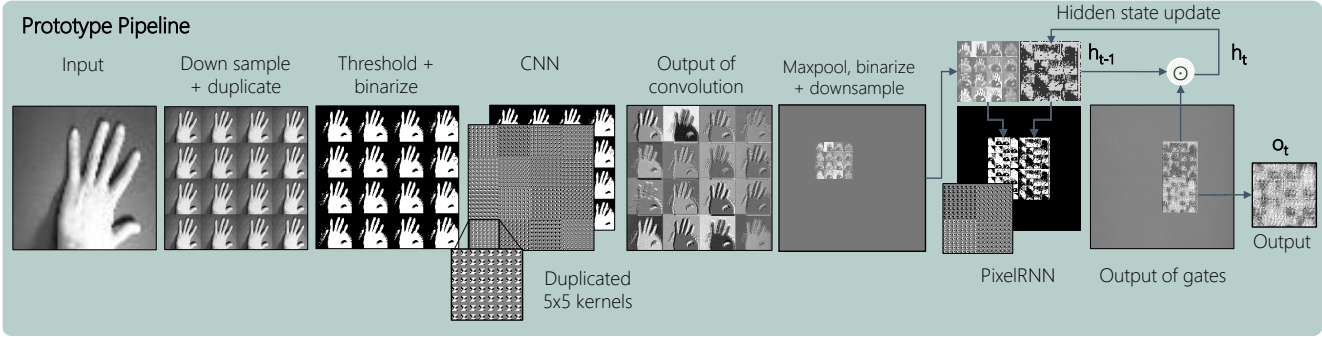 Prototype Pipeline
Hidden state update
Input
Down sample
+ duplicate
Threshold +
binarize
CNN
Output of
convolution
Maxpool, binarize
+ downsample
h_t-1
h_t
o_t
Duplicated
5x5 kernels
PixelRNN
Output of gates
Output